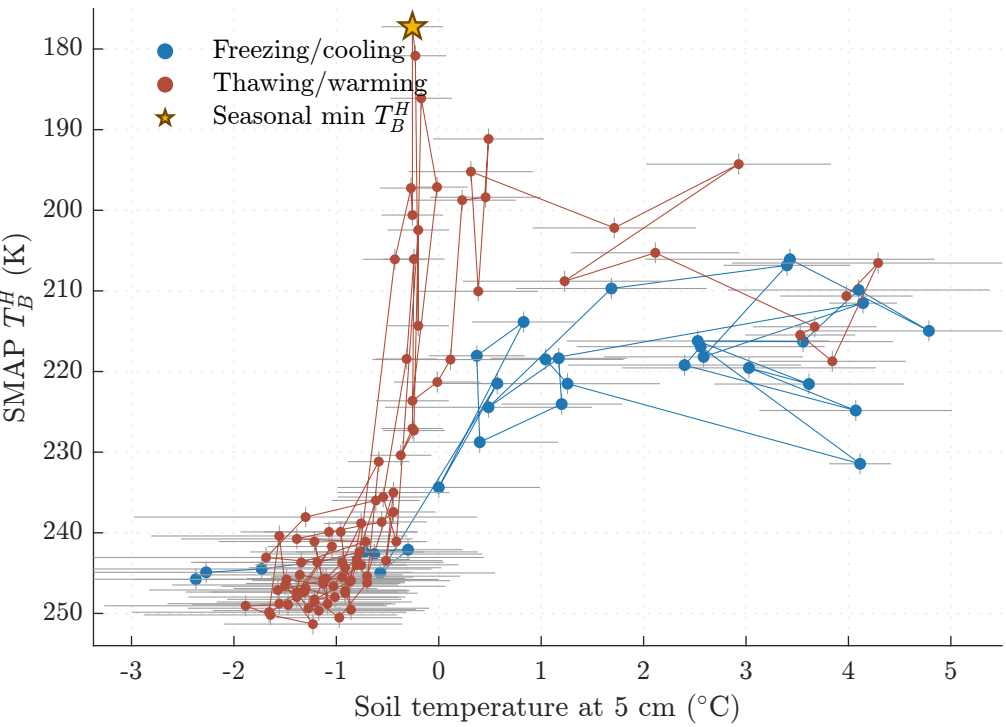 180
190
200
210
220
230
240
250
SMAP T_B^H (K)
Freezing/cooling
Thawing/warming
Seasonal min T_B^H
-3 -2 -1 0 1 2 3 4 5
Soil temperature at 5 cm (°C)